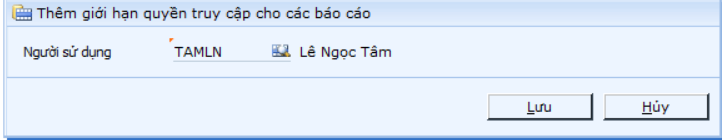 Thêm giới hạn quyền truy cập cho các báo cáo
Người sử dụng TAMLN Lê Ngọc Tâm
Lưu Hủy